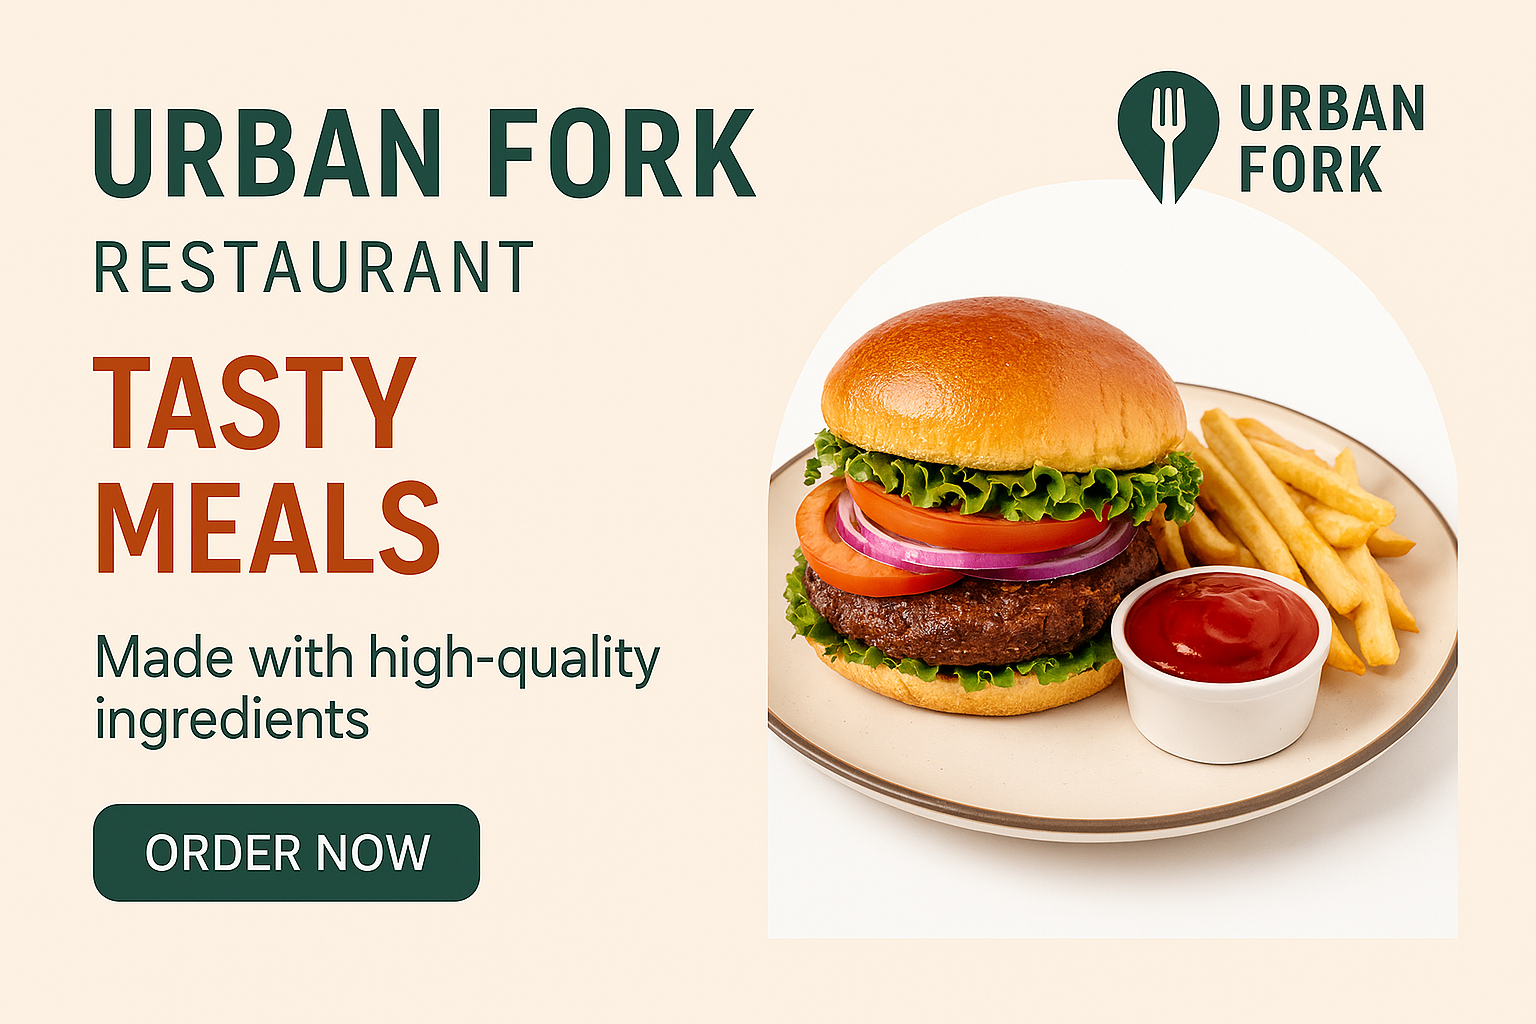 URBAN FORK
RESTAURANT
TASTY
MEALS
Made with high-quality
ingredients
ORDER NOW
URBAN
FORK